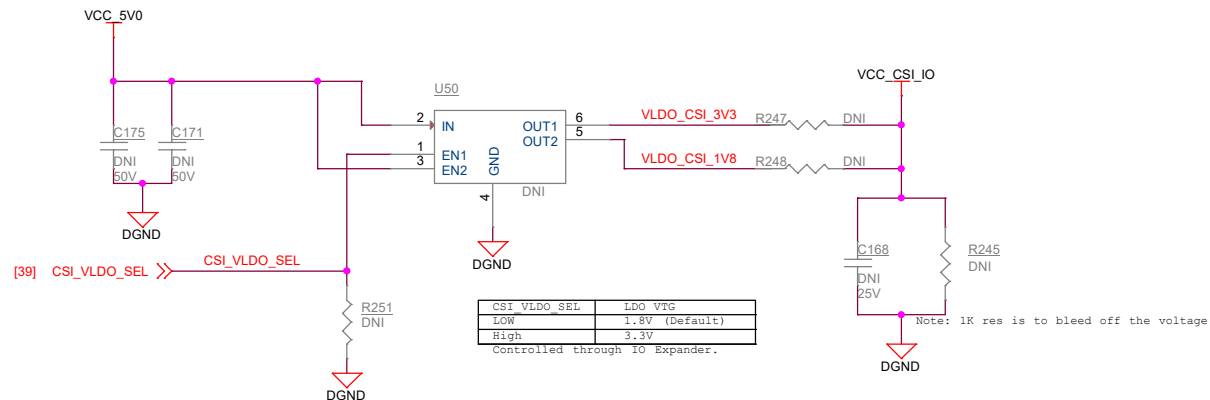 VCC_5V0
VCC_CSI_IO
U50
C175
C171
DNI
DNI
50V
50V
DGND
2
IN
1
EN1
3
EN2
GND
4
OUT1
6
OUT2
5
DNI
DGND
VLDO_CSI_3V3
R247
DNI
VLDO_CSI_1V8
R248
DNI
[39]
CSI_VLDO_SEL
CSI_VLDO_SEL
R251
DNI
DGND
C168
DNI
25V
R245
DNI
DGND
Note: 1K res is to bleed off the voltage
CSI_VLDO_SEL LDO VTG
LOW 1.8V (Default)
High 3.3V
Controlled through IO Expander.